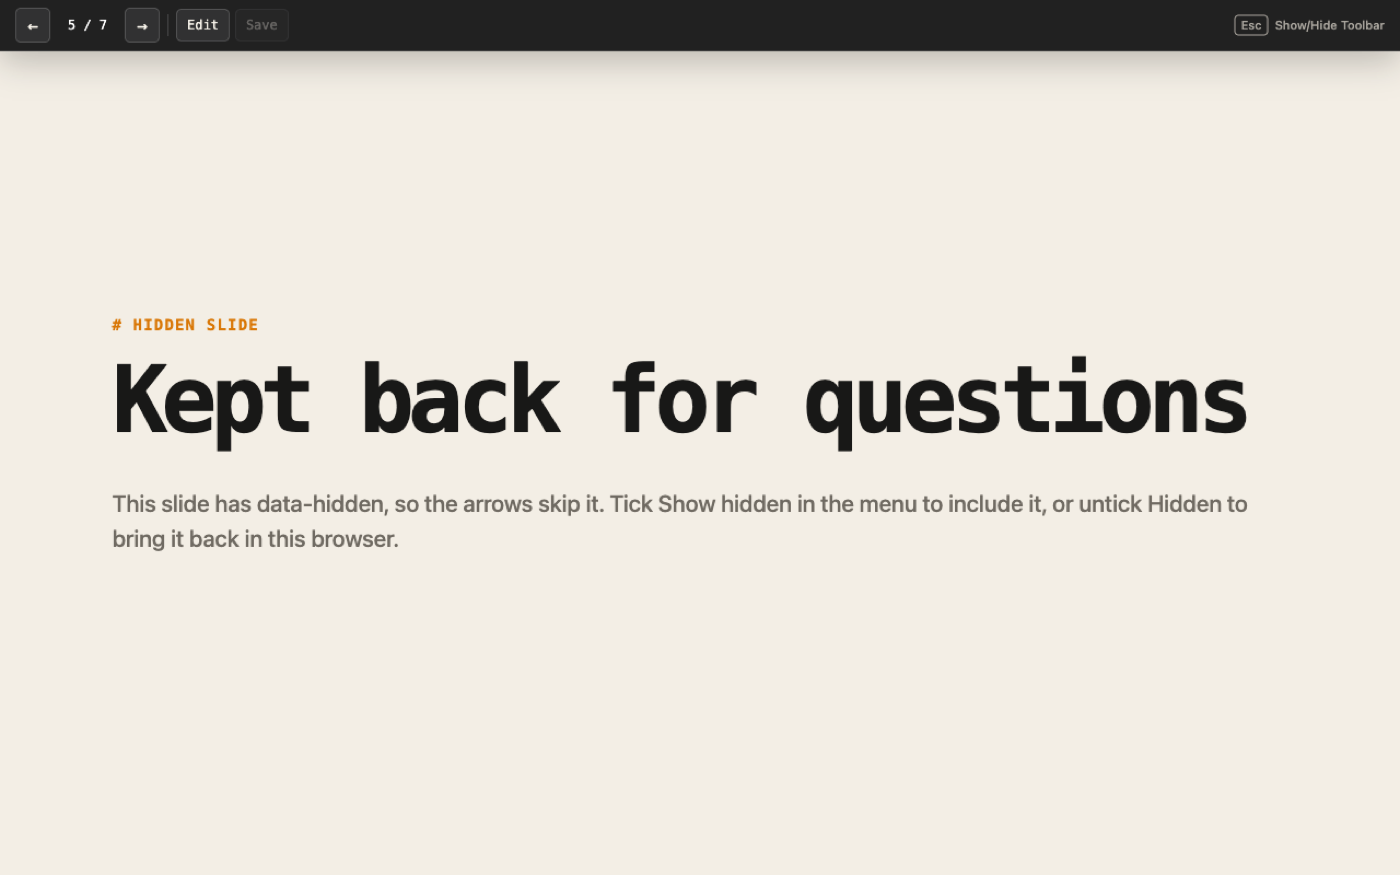 ←
5 / 7
→
Edit
Save
Esc
Show/Hide Toolbar
# HIDDEN SLIDE
Kept back for questions
This slide has data-hidden, so the arrows skip it. Tick Show hidden in the menu to include it, or untick Hidden to
bring it back in this browser.